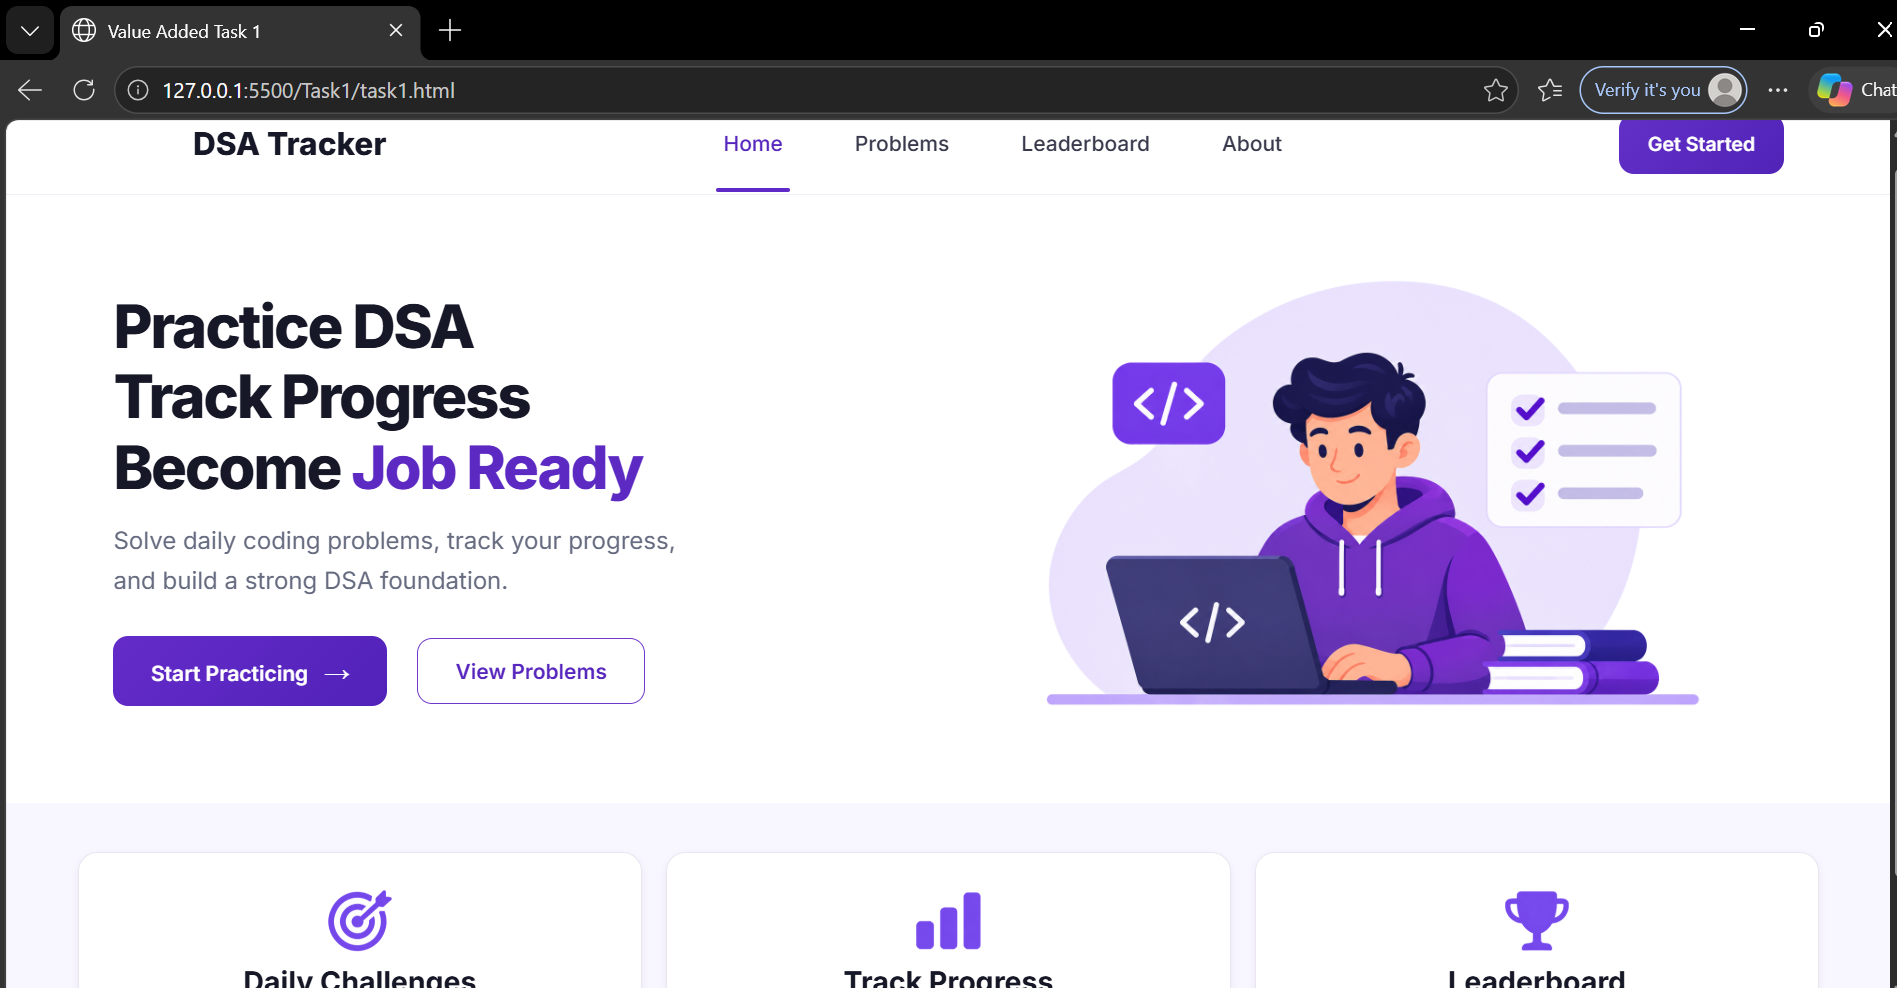 Value Added Task 1
127.0.0.1:5500/Task1/task1.html
Verify it's you
Chat
DSA Tracker
Home
Problems
Leaderboard
About
Get Started
Practice DSA
Track Progress
Become Job Ready
Solve daily coding problems, track your progress,
and build a strong DSA foundation.
Start Practicing →
View Problems
</>
</>
Daily Challenges
Track Progress
Leaderboard